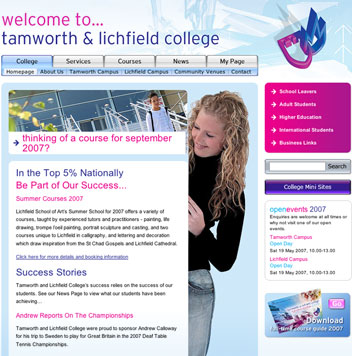 welcome to...
tamworth & lichfield college
College Services Courses News My Page
Homepage About Us Tamworth Campus Lichfield Campus Community Venues Contact
School Leavers
Adult Students
Higher Education
International Students
Business Links
thinking of a course for september
2007?
Search
College Mini Sites
In the Top 5% Nationally
Be Part of Our Success...
Summer Courses 2007
Lichfield School of Art's Summer School for 2007 offers a variety of
courses, taught by experienced tutors and practitioners - painting, life
drawing, trompe l'oeil painting, portrait sculpture and casting, and two
courses unique to Lichfield in calligraphy, and lettering and decoration
which draw inspiration from the St Chad Gospels and Lichfield Cathedral.
Click here for more details and booking information
Success Stories
Tamworth and Lichfield College's success relies on the success of our
students. See our News Page to view what our students have been
achieving...
Andrew Reports On The Championships
Tamworth and Lichfield College were proud to sponsor Andrew Callaway
for his trip to Sweden to play for Great Britain in the 2007 Deaf Table
Tennis Championships.
openevents 2007
Enquiries are welcome at all times or
why not visit one of our open
events
Tamworth Campus
Open Day
Sat 19 May 2007, 10.00am-3.00pm
Lichfield Campus
Open Day
Sat 19 May 2007, 10.00am-3.00pm
GO
Download
Full-time course guide 2007